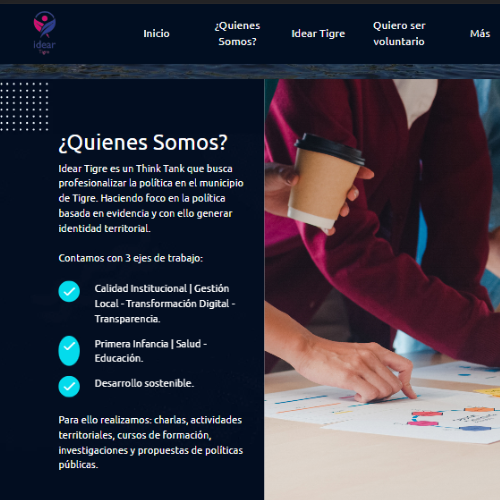 Idear
Tigre
Inicio
¿Quienes
Somos?
Idear Tigre
Quiero ser
voluntario
Más
¿Quienes Somos?
Idear Tigre es un Think Tank que busca
profesionalizar la política en el municipio
de Tigre. Haciendo foco en la política
basada en evidencia y con ello generar
identidad territorial.
Contamos con 3 ejes de trabajo:
Calidad Institucional | Gestión
Local - Transformación Digital -
Transparencia.
Primera Infancia | Salud -
Educación.
Desarrollo sostenible.
Para ello realizamos: charlas, actividades
territoriales, cursos de formación,
investigaciones y propuestas de políticas
públicas.